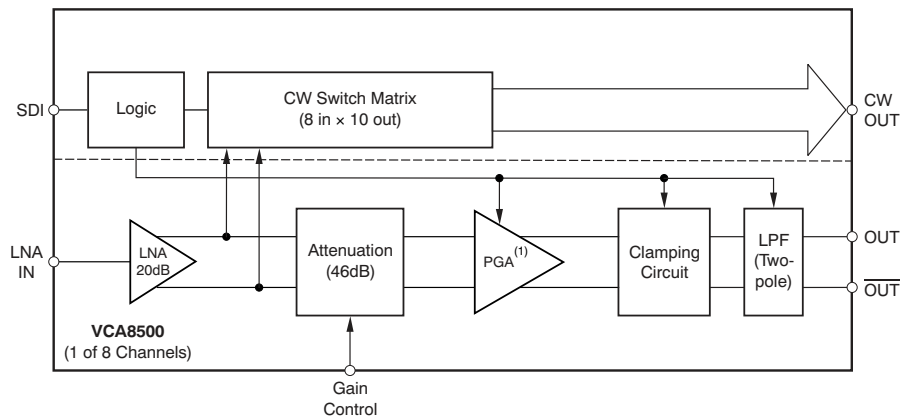 SDI
Logic
CW Switch Matrix
(8 in × 10 out)
CW
OUT
LNA
IN
LNA
20dB
Attenuation
(46dB)
PGA(1)
Clamping
Circuit
LPF
(Two-
pole)
OUT
OUT
VCA8500
(1 of 8 Channels)
Gain
Control